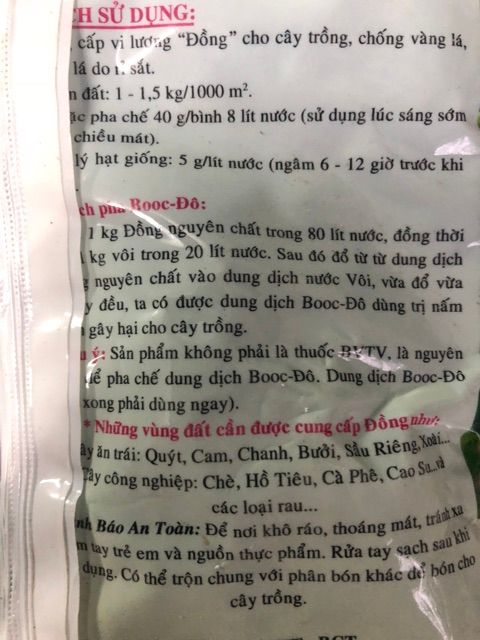 CH SỬ DỤNG:
cấp vi lượng "Đồng" cho cây trồng, chống vàng lá,
lá do rỉ sắt.
n đất: 1 - 1,5 kg/1000 m².
ặc pha chế 40 g/bình 8 lít nước (sử dụng lúc sáng sớm
chiều mát).
lý hạt giống: 5 g/lít nước (ngâm 6 - 12 giờ trước khi
ch pha Booc-Đô:
1 kg Đồng nguyên chất trong 80 lít nước, đồng thời
kg vôi trong 20 lít nước. Sau đó đổ từ từ dung dịch
g nguyên chất vào dung dịch nước Vôi, vừa đổ vừa
y đều, ta có được dung dịch Booc-Đô dùng trị nấm
gây hại cho cây trồng.
u ý: Sản phẩm không phải là thuốc BVTV, là nguyên
để pha chế dung dịch Booc-Đô. Dung dịch Booc-Đô
xong phải dùng ngay).
* Những vùng đất cần được cung cấp Đồng như:
ây ăn trái: Quýt, Cam, Chanh, Bưởi, Sầu Riêng, Xoài...
Cây công nghiệp: Chè, Hồ Tiêu, Cà Phê, Cao Su...và
các loại rau...
nh Báo An Toàn: Để nơi khô ráo, thoáng mát, tránh xa
m tay trẻ em và nguồn thực phẩm. Rửa tay sạch sau khi
dụng. Có thể trộn chung với phân bón khác để bón cho
cây trồng.